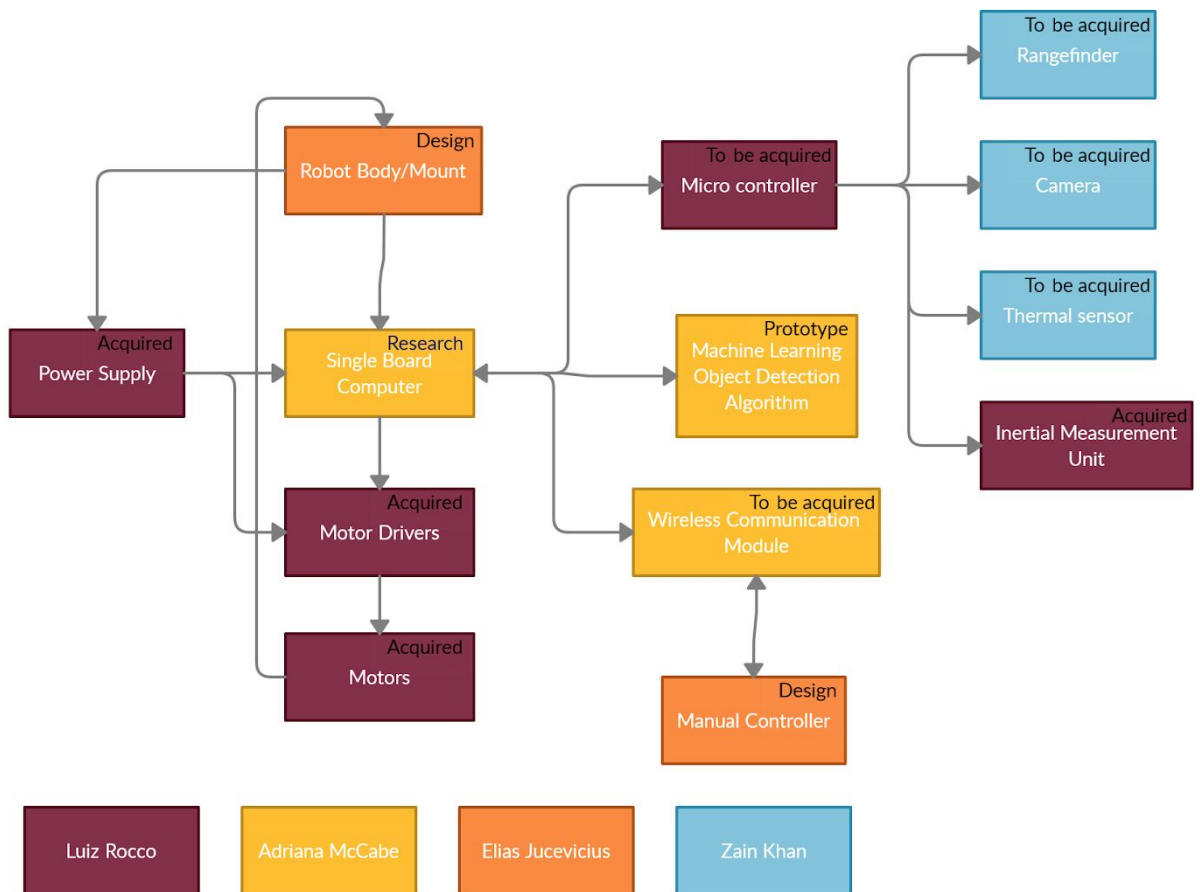 To be acquired
Rangefinder
Design
Robot Body/Mount
To be acquired
Micro controller
To be acquired
Camera
To be acquired
Thermal sensor
Acquired
Power Supply
Research
Single Board
Computer
Prototype
Machine Learning
Object Detection
Algorithm
Acquired
Inertial Measurement
Unit
Acquired
Motor Drivers
To be acquired
Wireless Communication
Module
Acquired
Motors
Design
Manual Controller
Luiz Rocco
Adriana McCabe
Elias Jucevicius
Zain Khan